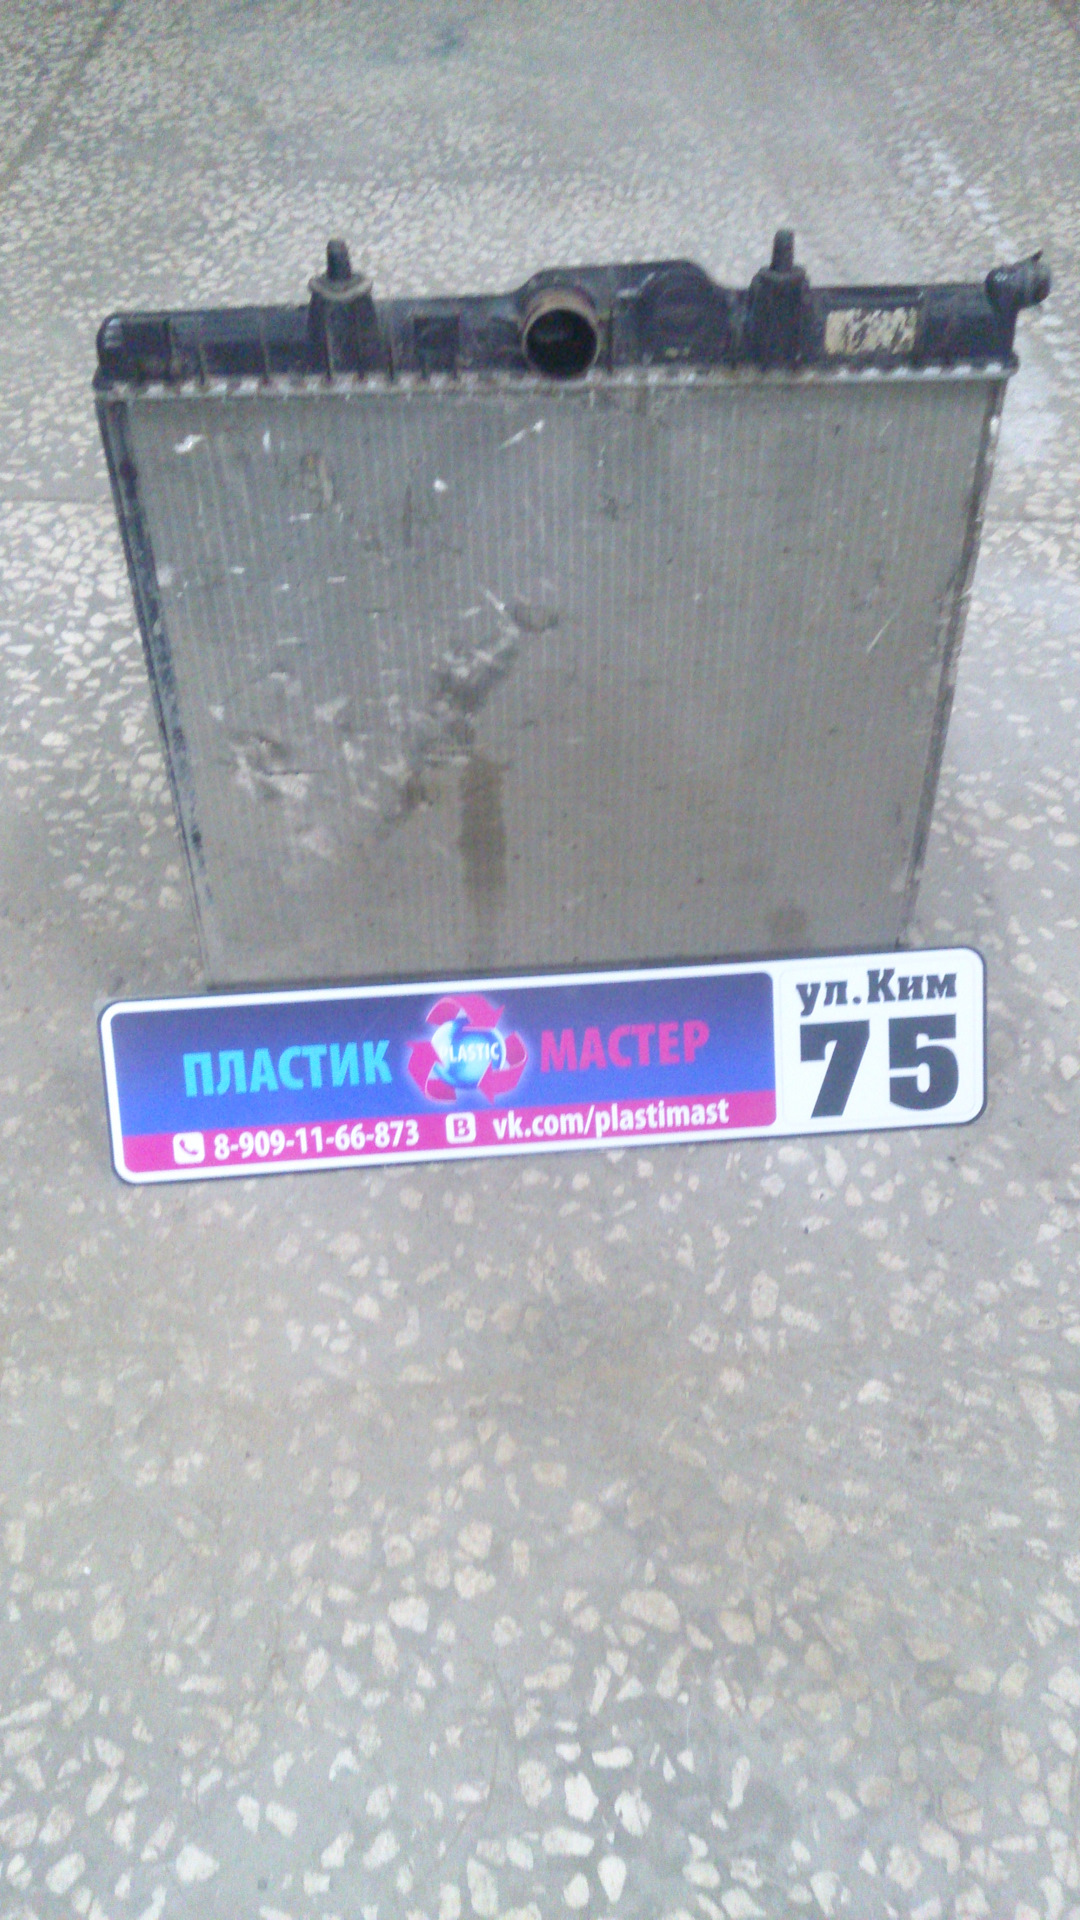 ПЛАСТИК PLASTIC МАСТЕР
8-909-11-66-873 vk.com/plastimast
ул.Ким
75